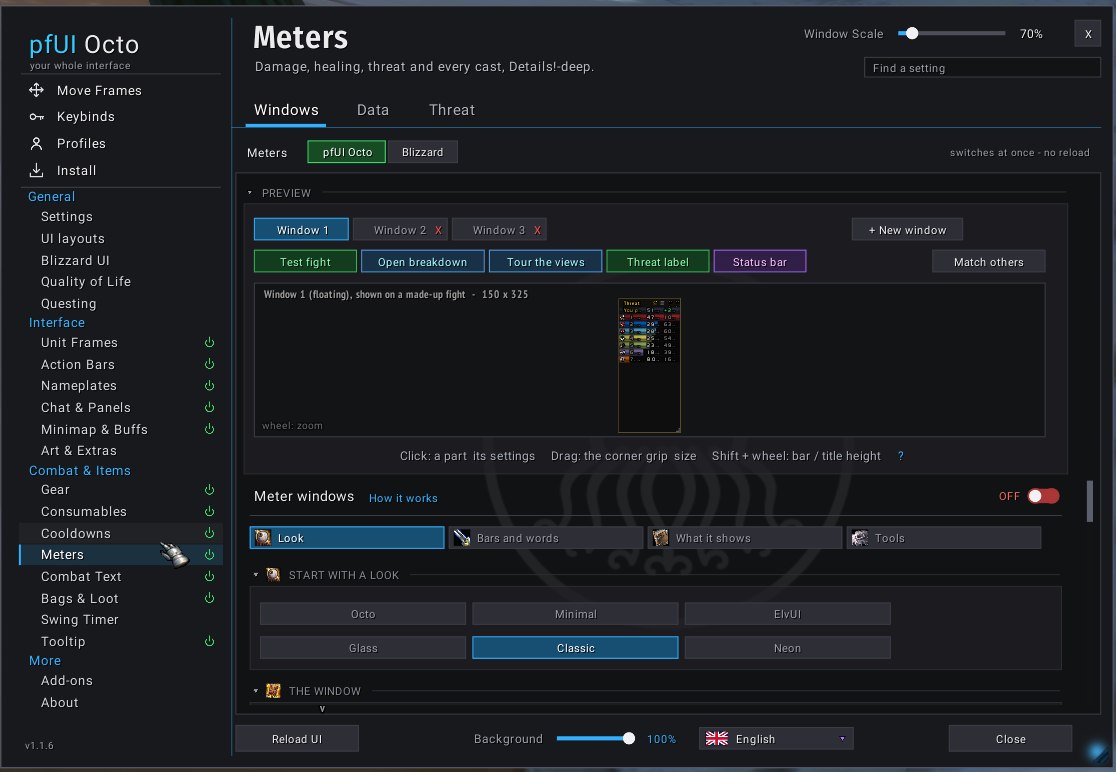 pfUI Octo
your whole interface
Move Frames
Keybinds
Profiles
Install
General
Settings
UI layouts
Blizzard UI
Quality of Life
Questing
Interface
Unit Frames
Action Bars
Nameplates
Chat & Panels
Minimap & Buffs
Art & Extras
Combat & Items
Gear
Consumables
Cooldowns
Meters
Combat Text
Bags & Loot
Swing Timer
Tooltip
More
Add-ons
About
v1.1.6
Meters
Window Scale 70% X
Damage, healing, threat and every cast, Details!-deep.
Find a setting
Windows Data Threat
Meters pfUI Octo Blizzard switches at once - no reload
PREVIEW
Window 1 Window 2 X Window 3 X + New window
Test fight Open breakdown Tour the views Threat label Status bar Match others
Window 1 (floating), shown on a made-up fight - 150 x 325
Threat
wheel: zoom
Click: a part its settings Drag: the corner grip size Shift + wheel: bar / title height ?
Meter windows How it works OFF
Look Bars and words What it shows Tools
START WITH A LOOK
Octo Minimal ElvUI
Glass Classic Neon
THE WINDOW
v
Reload UI Background 100% English Close